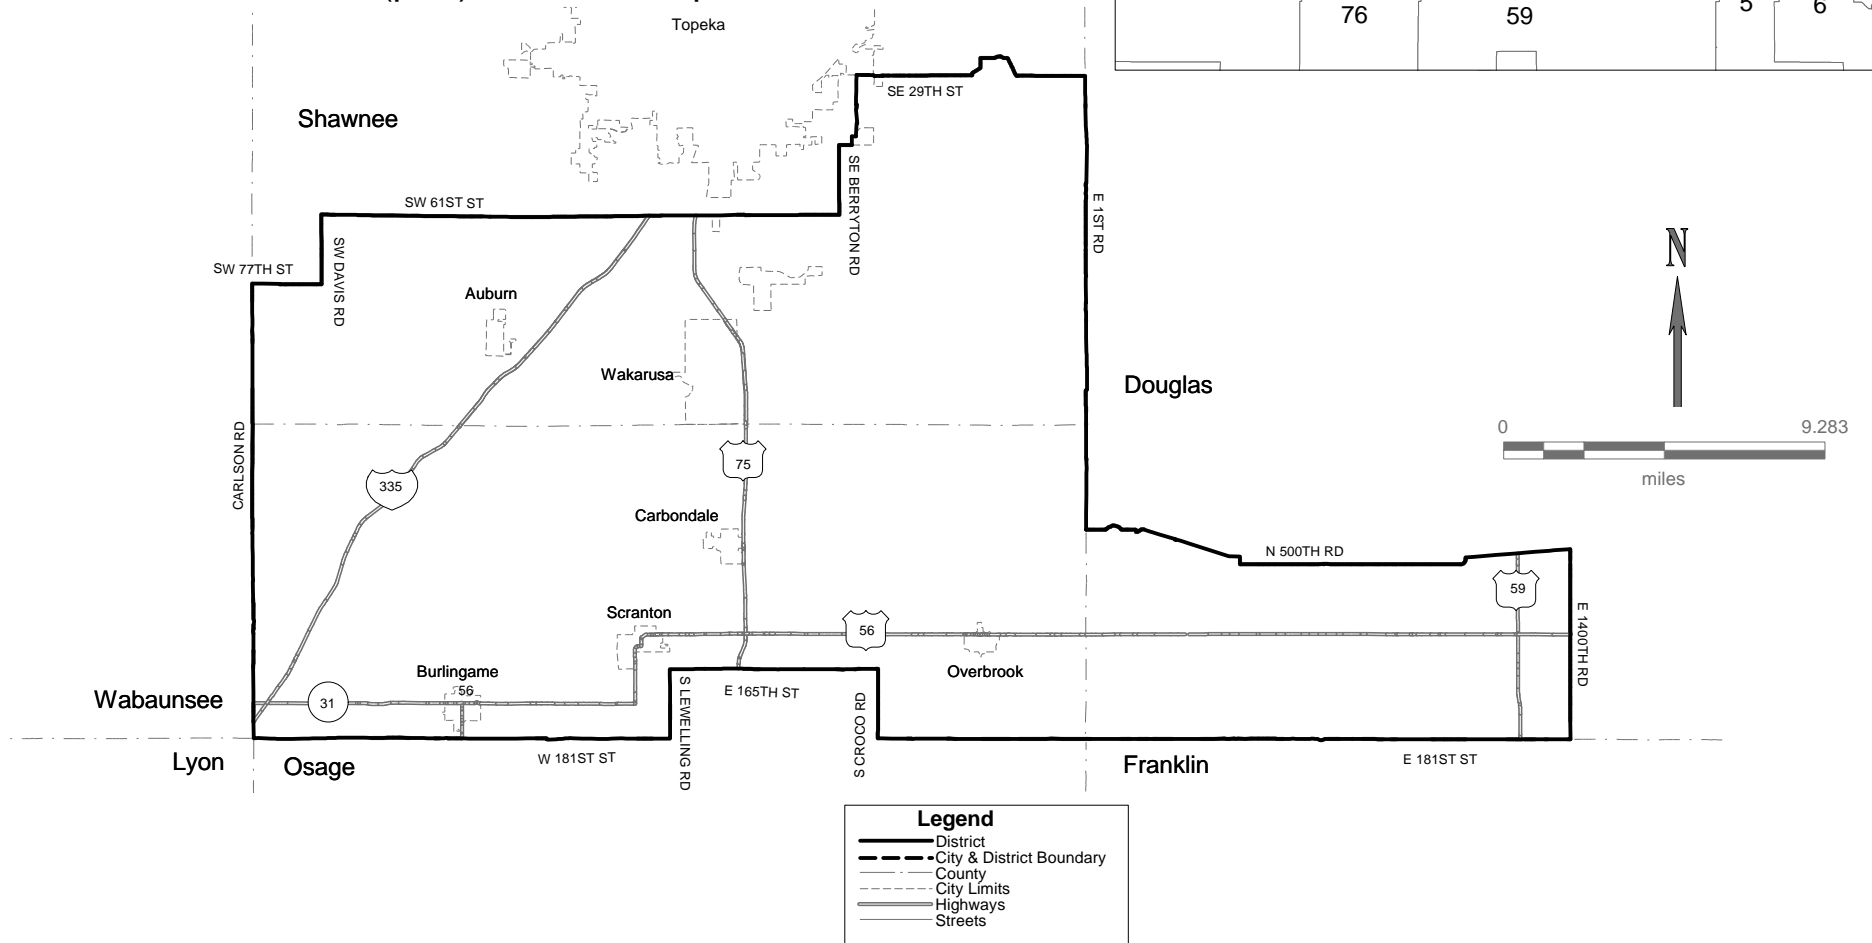 Topeka
76
59
5
6
SE 29TH ST
Shawnee
SE BERRYTON RD
SW 61ST ST
E 1ST RD
N
SW 77TH ST
SW DAVIS RD
Auburn
Wakarusa
Douglas
CARLSON RD
0
9.283
miles
75
335
Carbondale
N 500TH RD
59
Scranton
56
E 1400TH RD
Burlingame
56
Overbrook
S LEWELLING RD
E 165TH ST
S CROCO RD
Wabaunsee
31
Lyon
Osage
W 181ST ST
Franklin
E 181ST ST
Legend
District
City & District Boundary
County
City Limits
Highways
Streets